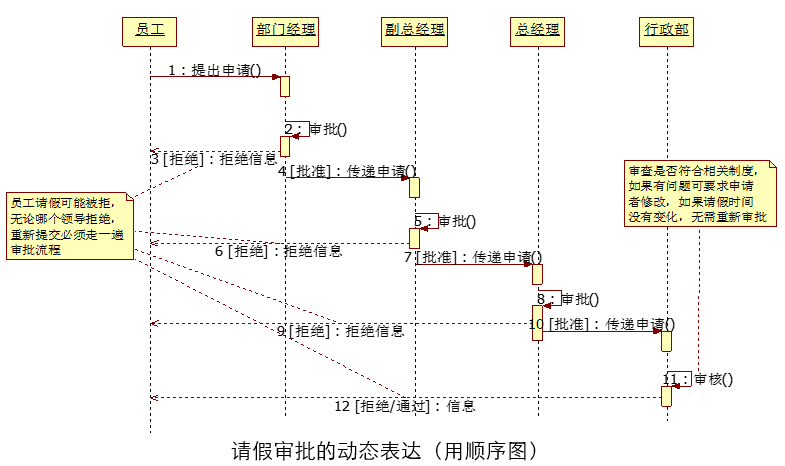 员工
部门经理
副总经理
总经理
行政部
1 : 提出申请()
2 : 审批()
3 [拒绝] : 拒绝信息
4 [批准] : 传递申请()
审查是否符合相关制度，
如果有问题可要求申请
者修改，如果请假时间
没有变化，无需重新审批
员工请假可能被拒，
无论哪个领导拒绝，
重新提交必须走一遍
审批流程
5 : 审批()
6 [拒绝] : 拒绝信息
7 [批准] : 传递申请()
8 : 审批()
9 [拒绝] : 拒绝信息
10 [批准] : 传递申请()
11 : 审核()
12 [拒绝/通过] : 信息
请假审批的动态表达（用顺序图）